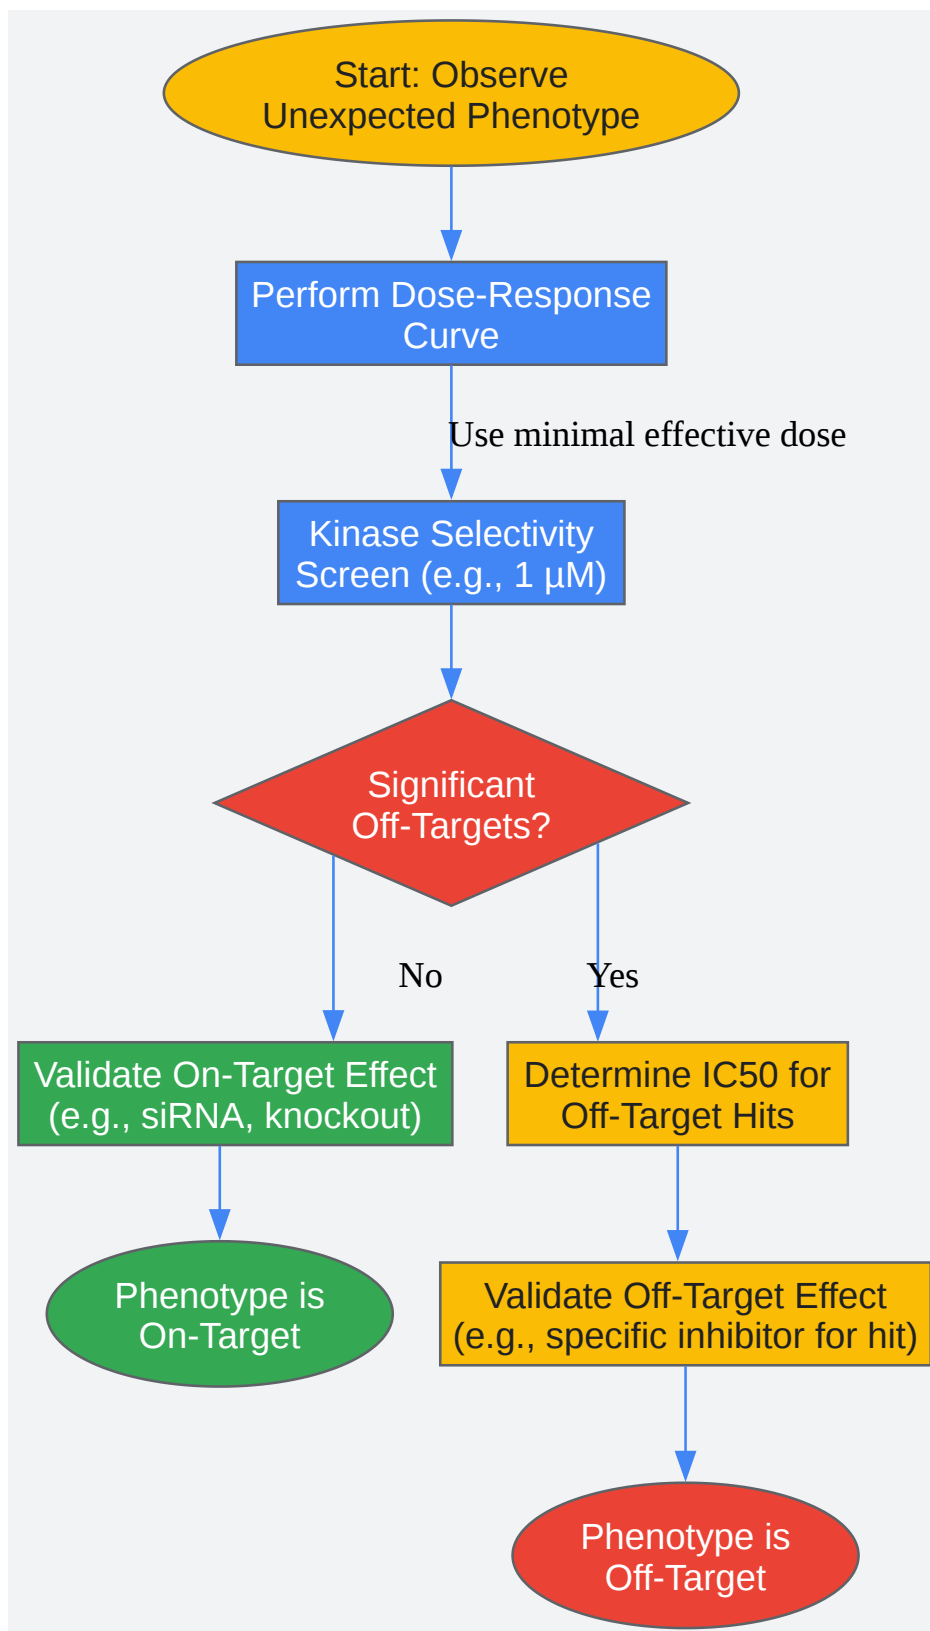 Start: Observe
Unexpected Phenotype
Perform Dose-Response
Curve
Use minimal effective dose
Kinase Selectivity
Screen (e.g., 1 µM)
Significant
Off-Targets?
No
Yes
Validate On-Target Effect
(e.g., siRNA, knockout)
Determine IC50 for
Off-Target Hits
Phenotype is
On-Target
Validate Off-Target Effect
(e.g., specific inhibitor for hit)
Phenotype is
Off-Target